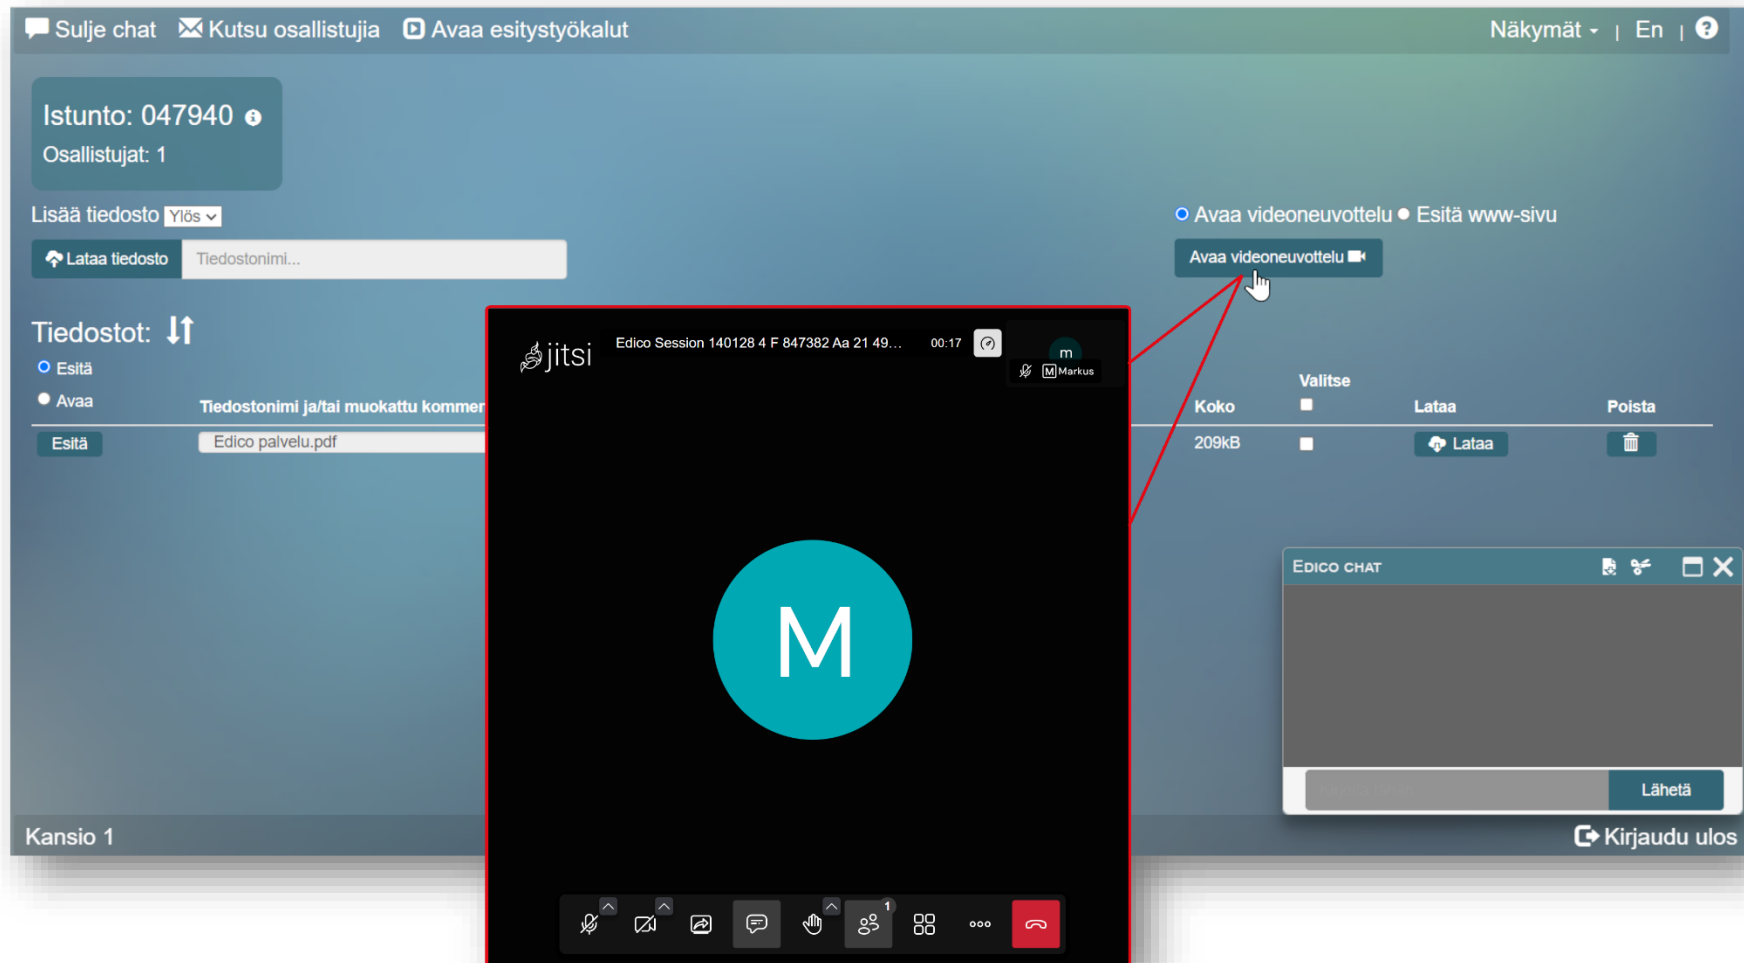 Sulje chat Kutsu osallistujia Avaa esitystyökalut Näkymät | En |
Istunto: 047940
Osallistujat: 1
Lisää tiedosto Ylös
Lataa tiedosto Tiedostonimi...
Avaa videoneuvottelu Esitä www-sivu
Avaa videoneuvottelu
Tiedostot:
Esitä
Avaa
Tiedostonimi ja/tai muokattu kommen
Koko
Valitse
Lataa
Poista
Esitä
Edico palvelu.pdf
209kB
Lataa
jitsi
Edico Session 140128 4 F 847382 Aa 21 49...
00:17
m
M Markus
M
1
EDICO CHAT
Lähetä
Kansio 1
Kirjaudu ulos